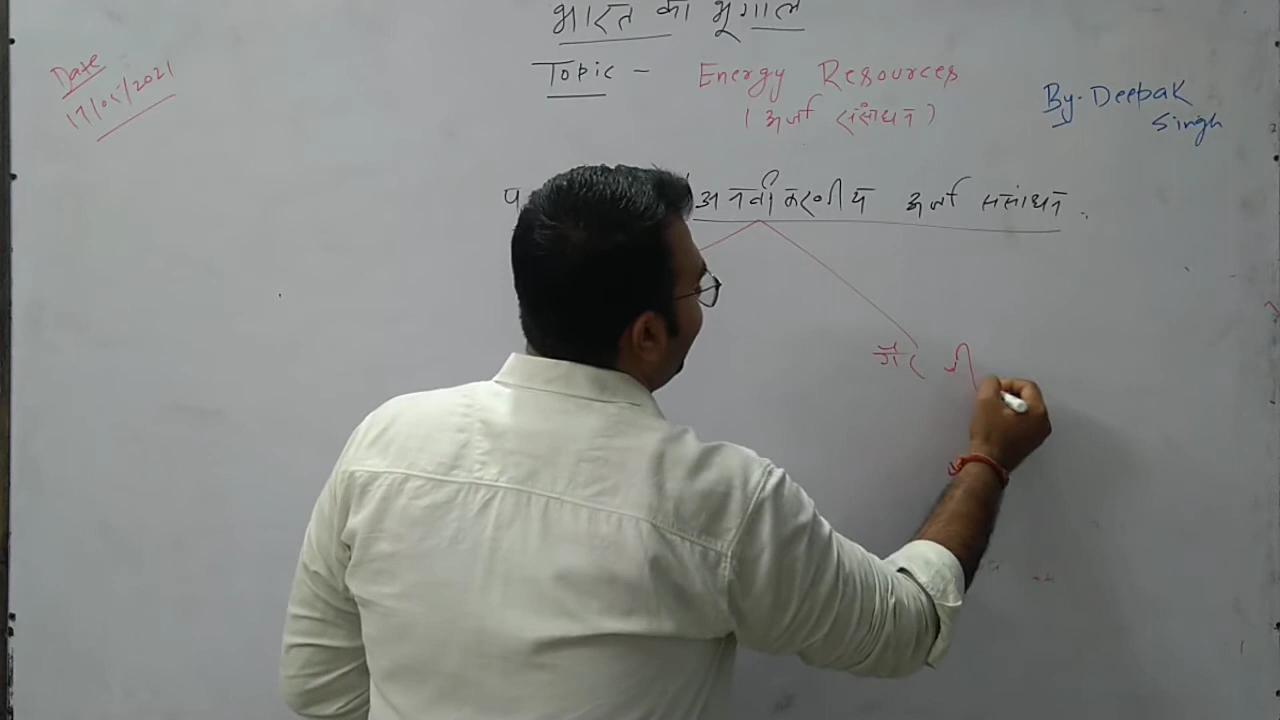 भारत का भूगोल
Date
17/05/2021
Topic - Energy Resources
(ऊर्जा संसाधन)
By. Deepak
Singh
अनवीकरणीय ऊर्जा संसाधन.
गैर